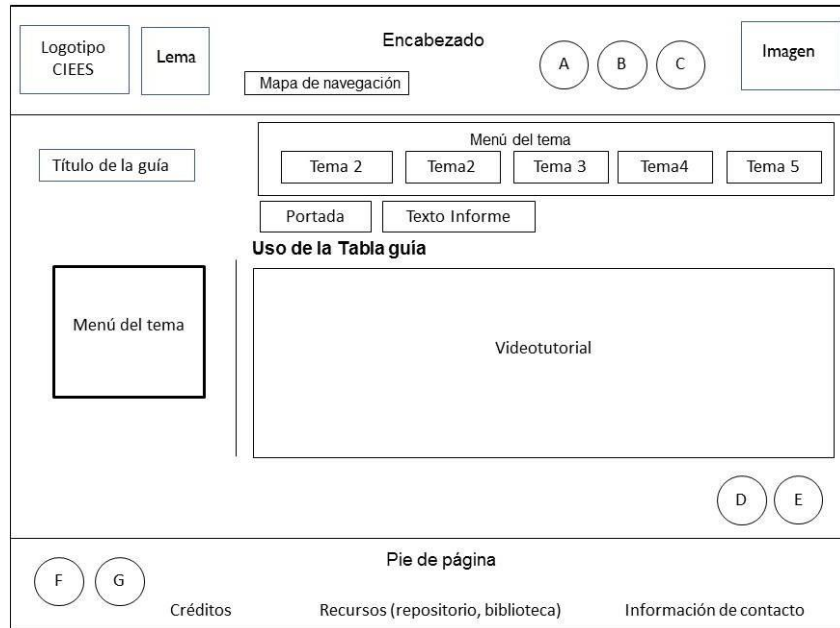 Logotipo
CIEES
Lema
Encabezado
Mapa de navegación
A
B
C
Imagen
Título de la guía
Menú del tema
Tema 2
Tema2
Tema 3
Tema4
Tema 5
Portada
Texto Informe
Uso de la Tabla guía
Menú del tema
Videotutorial
D
E
Pie de página
F
G
Créditos
Recursos (repositorio, biblioteca)
Información de contacto